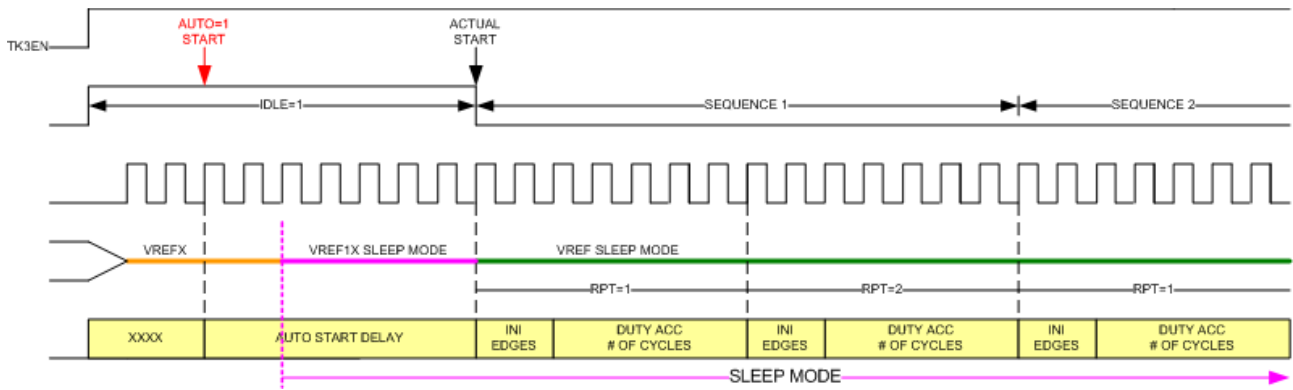 AUTO=1
START
ACTUAL
START
TK3EN
IDLE=1
SEQUENCE 1
SEQUENCE 2
VREFX
VREF1X SLEEP MODE
VREF SLEEP MODE
RPT=1
RPT=2
RPT=1
XXXX
AUTO START DELAY
INI
EDGES
DUTY ACC
# OF CYCLES
INI
EDGES
DUTY ACC
# OF CYCLES
INI
EDGES
DUTY ACC
# OF CYCLES
SLEEP MODE